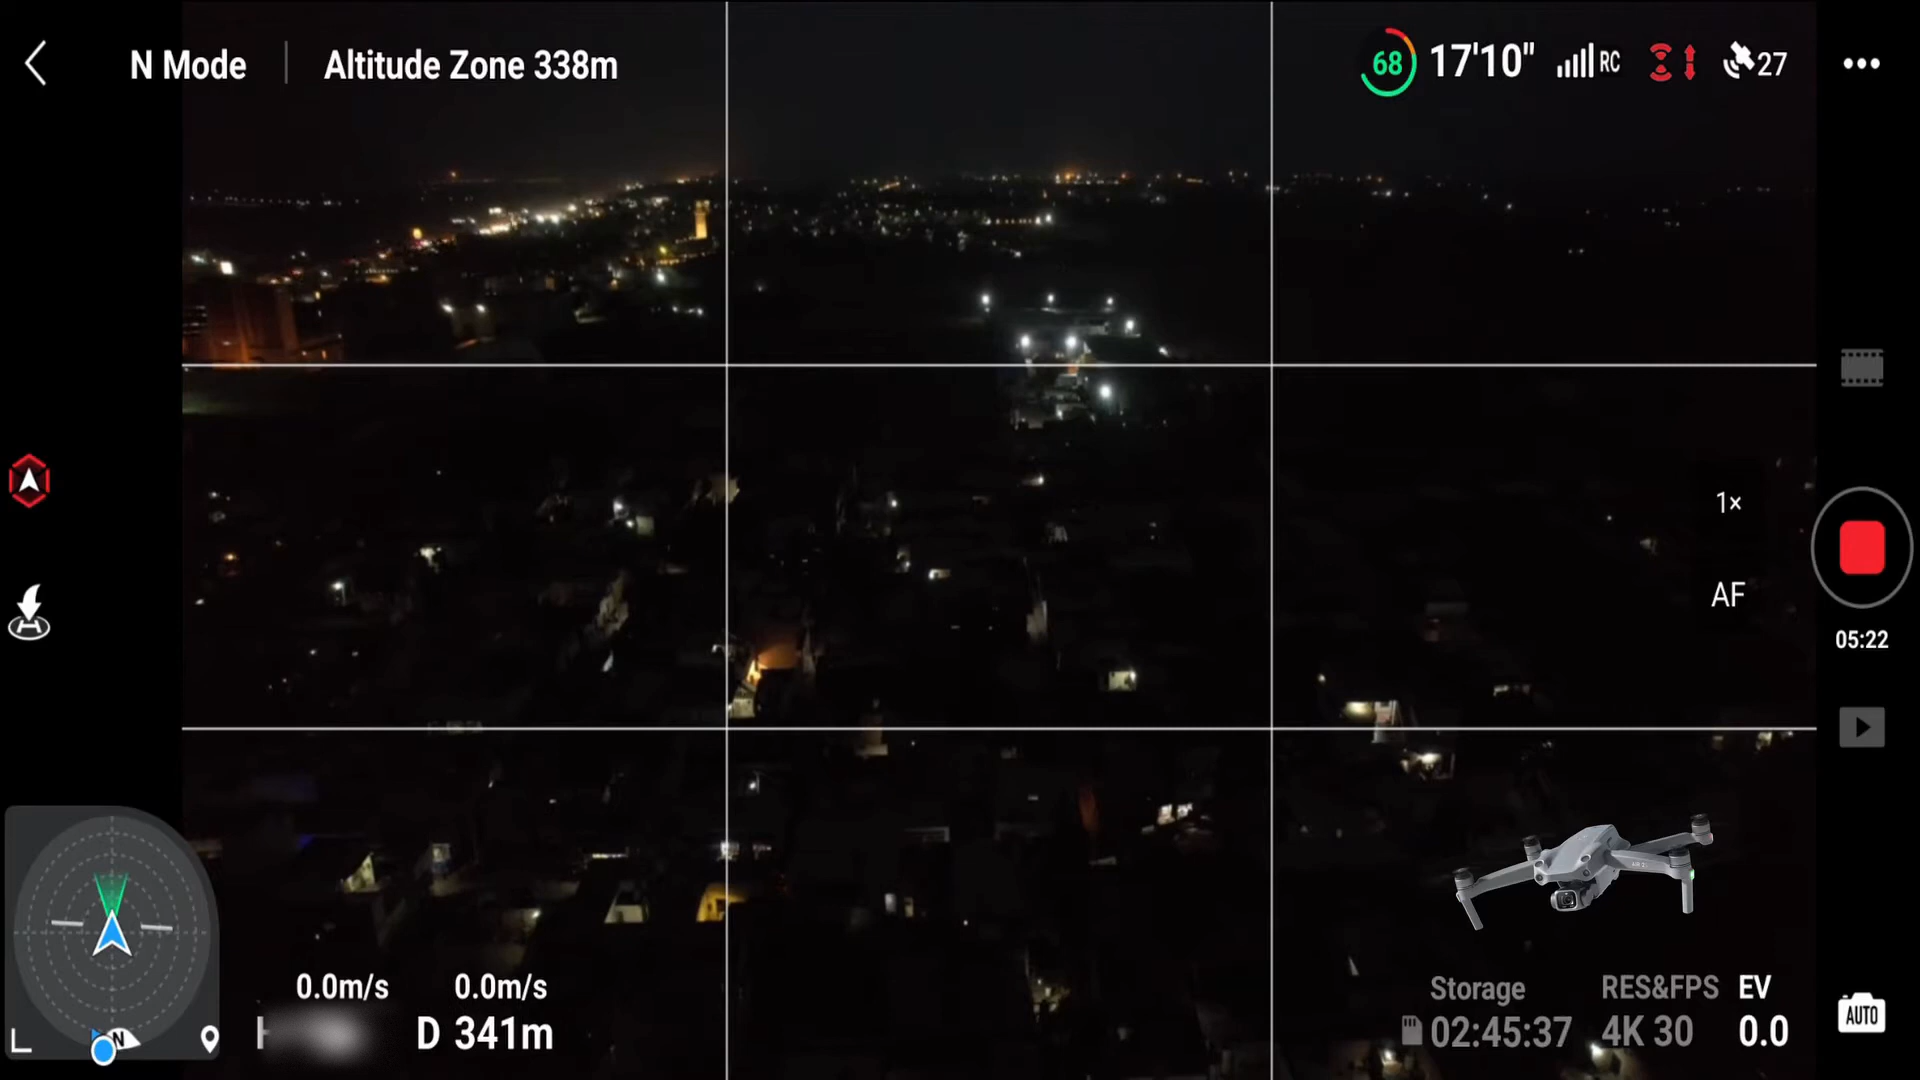 N Mode
Altitude Zone 338m
68
17'10"
RC
27
1×
AF
05:22
N
0.0m/s
0.0m/s
D 341m
Storage
02:45:37
RES&FPS
4K 30
EV
0.0
AUTO